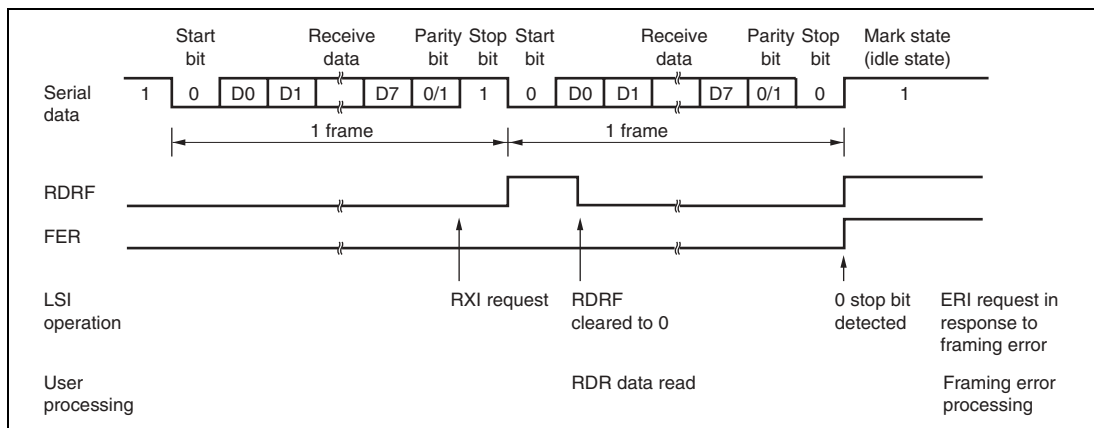 Start bit
Receive data
Parity bit
Stop bit
Start bit
Receive data
Parity bit
Stop bit
Mark state (idle state)
Serial data
1 0 D0 D1 D7 0/1 1 0 D0 D1 D7 0/1 0 1
1 frame 1 frame
RDRF
FER
LSI operation
RXI request
RDRF cleared to 0
0 stop bit detected
ERI request in response to framing error
User processing
RDR data read
Framing error processing